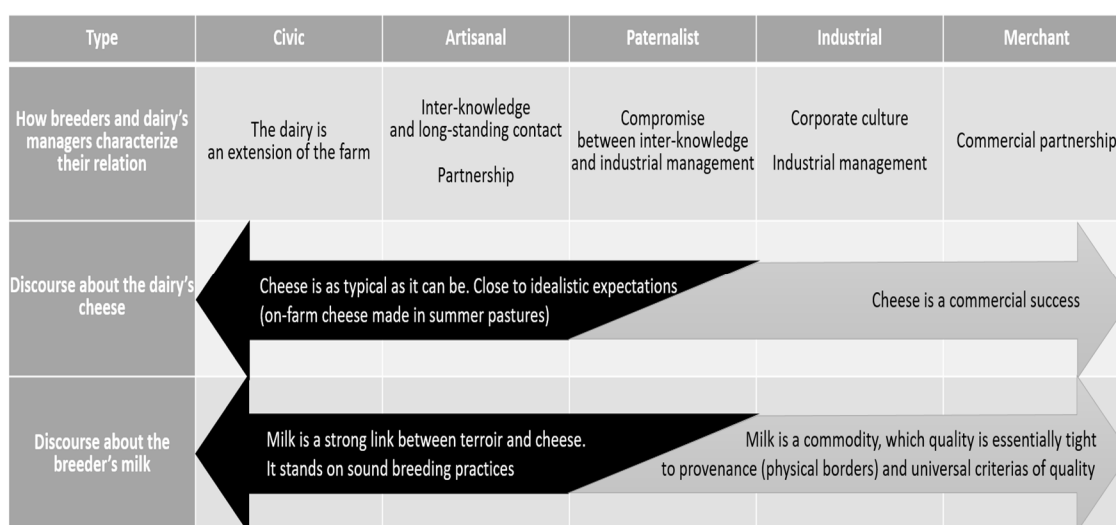 Type
Civic
Artisanal
Paternalist
Industrial
Merchant
How breeders and dairy's
managers characterize
their relation
The dairy is
an extension of the farm
Inter-knowledge
and long-standing contact
Partnership
Compromise
between inter-knowledge
and industrial management
Corporate culture
Industrial management
Commercial partnership
Discourse about the dairy's
cheese
Cheese is as typical as it can be. Close to idealistic expectations
(on-farm cheese made in summer pastures)
Cheese is a commercial success
Discourse about the
breeder's milk
Milk is a strong link between terroir and cheese.
It stands on sound breeding practices
Milk is a commodity, which quality is essentially tight
to provenance (physical borders) and universal criterias of quality